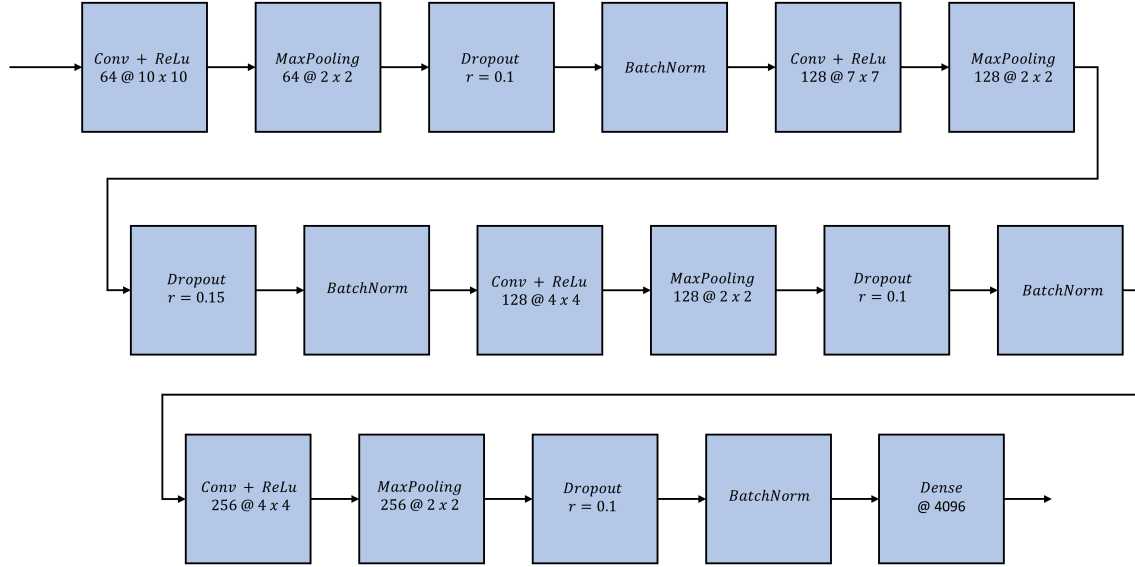 Conv + ReLu
64 @ 10 x 10
MaxPooling
64 @ 2 x 2
Dropout
r = 0.1
BatchNorm
Conv + ReLu
128 @ 7 x 7
MaxPooling
128 @ 2 x 2
Dropout
r = 0.15
BatchNorm
Conv + ReLu
128 @ 4 x 4
MaxPooling
128 @ 2 x 2
Dropout
r = 0.1
BatchNorm
Conv + ReLu
256 @ 4 x 4
MaxPooling
256 @ 2 x 2
Dropout
r = 0.1
BatchNorm
Dense
@ 4096